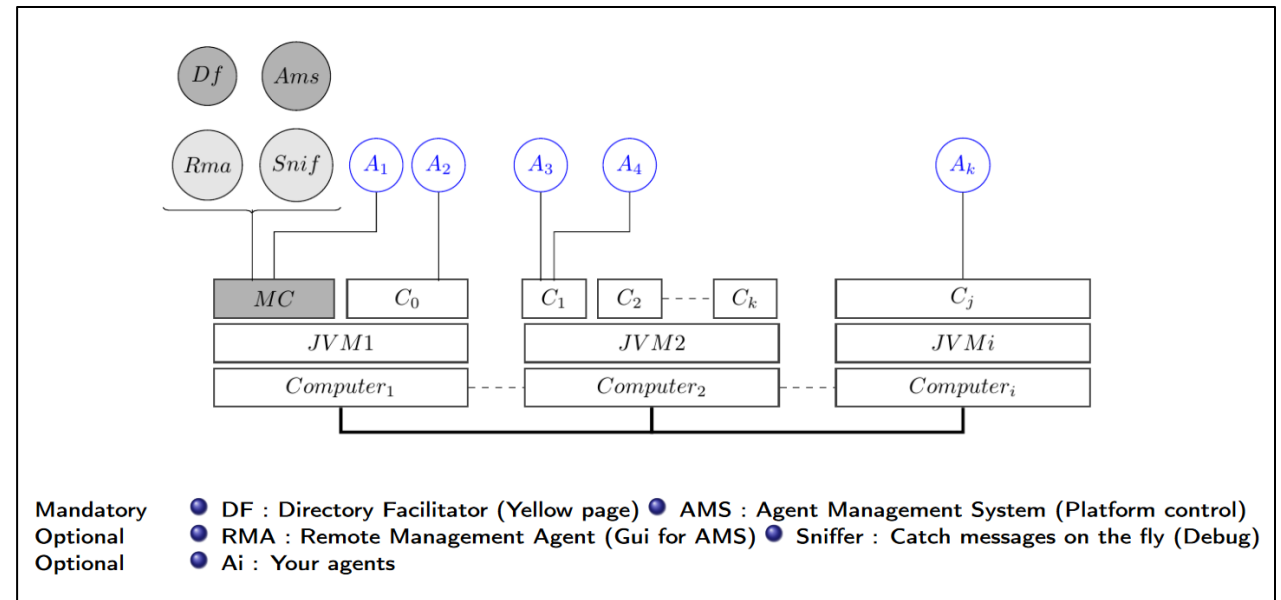 Df Ams
Rma Snif A₁ A₂ A₃ A₄ Aₖ
MC C₀ C₁ C₂ Cₖ Cⱼ
JVM1 JVM2 JVMi
Computer₁ Computer₂ Computerᵢ
Mandatory DF : Directory Facilitator (Yellow page) AMS : Agent Management System (Platform control)
Optional RMA : Remote Management Agent (Gui for AMS) Sniffer : Catch messages on the fly (Debug)
Optional Ai : Your agents